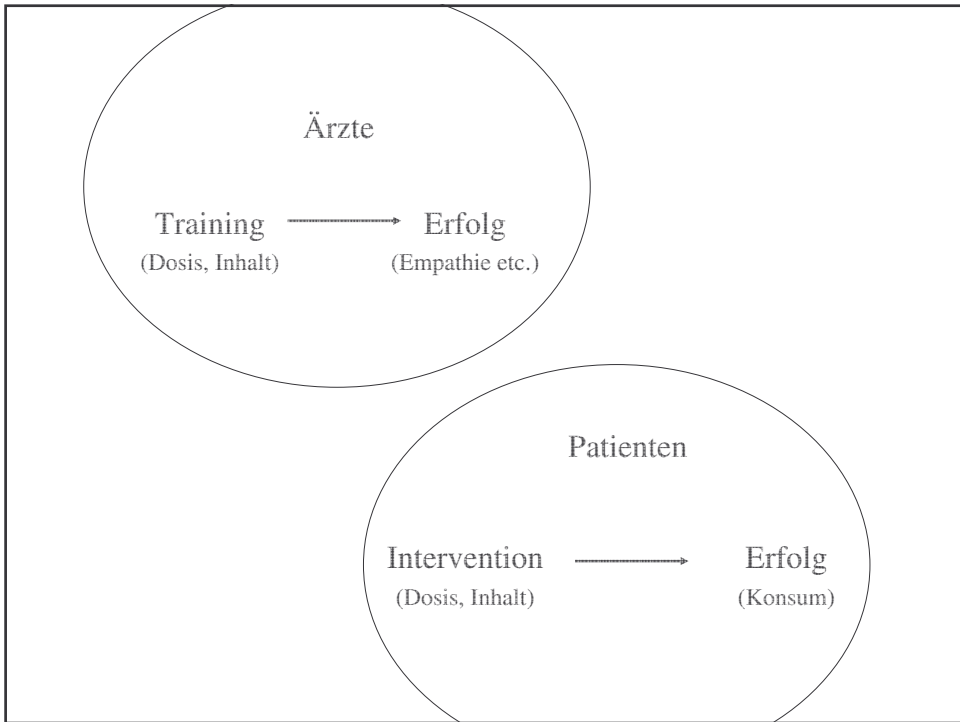 Ärzte
Training Erfolg
(Dosis, Inhalt) (Empathie etc.)
Patienten
Intervention Erfolg
(Dosis, Inhalt) (Konsum)